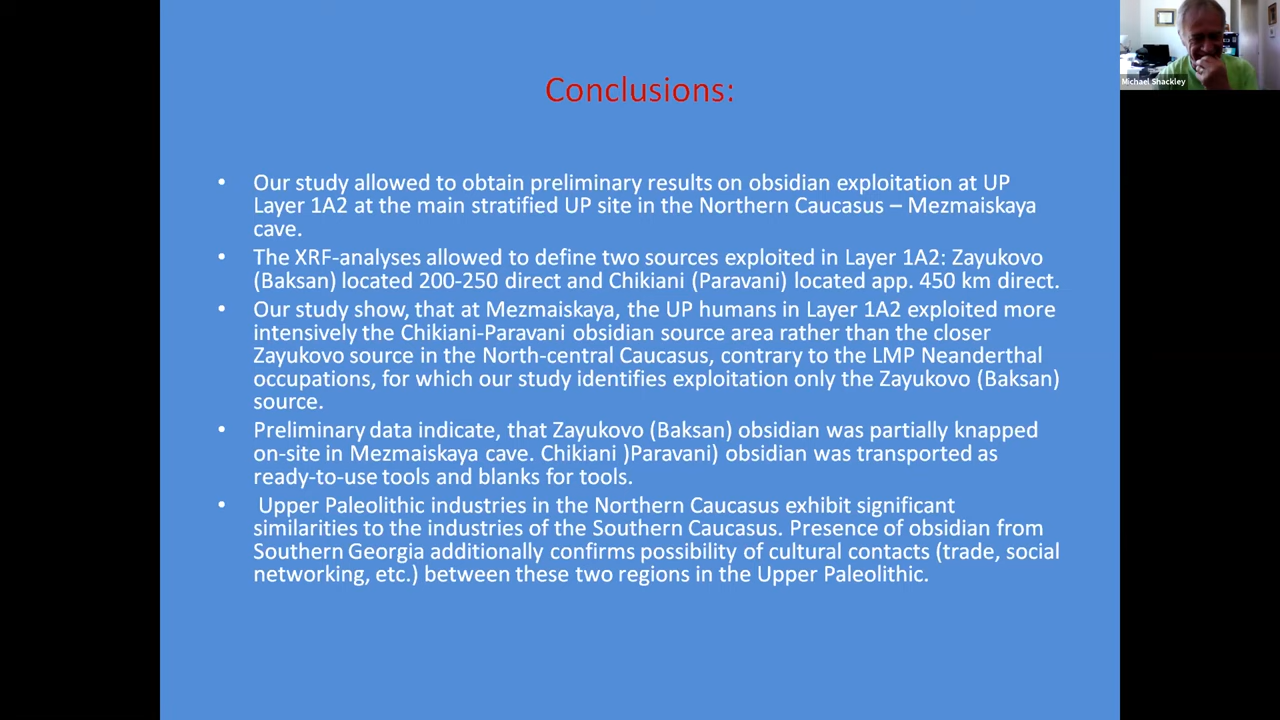 Conclusions:
Michael Shackley
• Our study allowed to obtain preliminary results on obsidian exploitation at UP
Layer 1A2 at the main stratified UP site in the Northern Caucasus – Mezmaiskaya
cave.
• The XRF-analyses allowed to define two sources exploited in Layer 1A2: Zayukovo
(Baksan) located 200-250 direct and Chikiani (Paravani) located app. 450 km direct.
• Our study show, that at Mezmaiskaya, the UP humans in Layer 1A2 exploited more
intensively the Chikiani-Paravani obsidian source area rather than the closer
Zayukovo source in the North-central Caucasus, contrary to the LMP Neanderthal
occupations, for which our study identifies exploitation only the Zayukovo (Baksan)
source.
• Preliminary data indicate, that Zayukovo (Baksan) obsidian was partially knapped
on-site in Mezmaiskaya cave. Chikiani )Paravani) obsidian was transported as
ready-to-use tools and blanks for tools.
• Upper Paleolithic industries in the Northern Caucasus exhibit significant
similarities to the industries of the Southern Caucasus. Presence of obsidian from
Southern Georgia additionally confirms possibility of cultural contacts (trade, social
networking, etc.) between these two regions in the Upper Paleolithic.